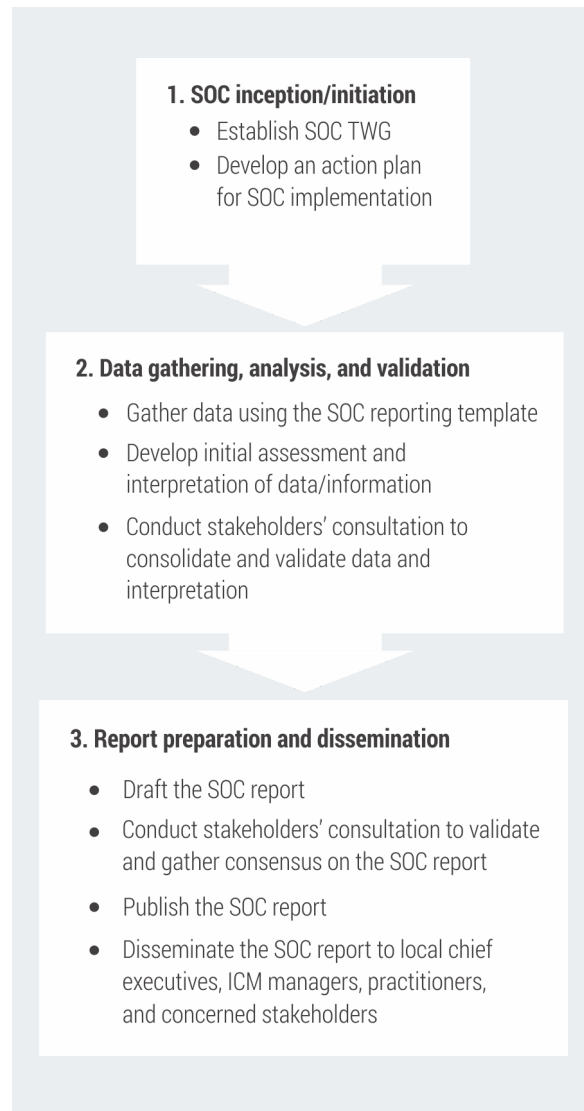 1. SOC inception/initiation
• Establish SOC TWG
• Develop an action plan
for SOC implementation
2. Data gathering, analysis, and validation
• Gather data using the SOC reporting template
• Develop initial assessment and
interpretation of data/information
• Conduct stakeholders’ consultation to
consolidate and validate data and
interpretation
3. Report preparation and dissemination
• Draft the SOC report
• Conduct stakeholders’ consultation to validate
and gather consensus on the SOC report
• Publish the SOC report
• Disseminate the SOC report to local chief
executives, ICM managers, practitioners,
and concerned stakeholders